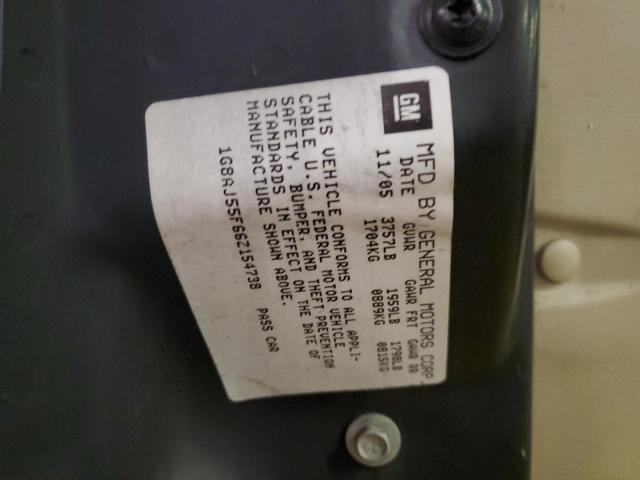 GM MFD BY GENERAL MOTORS CORP
DATE GVWR GAWR FRT GAWR RR
11/05 3757LB 1959LB 1798LB
1704KG 0889KG 0815KG
THIS VEHICLE CONFORMS TO ALL APPLI-
CABLE U.S. FEDERAL MOTOR VEHICLE
SAFETY, BUMPER, AND THEFT PREVENTION
STANDARDS IN EFFECT ON THE DATE OF
MANUFACTURE SHOWN ABOVE.
1G8AJ55F66Z154738 PASS CAR